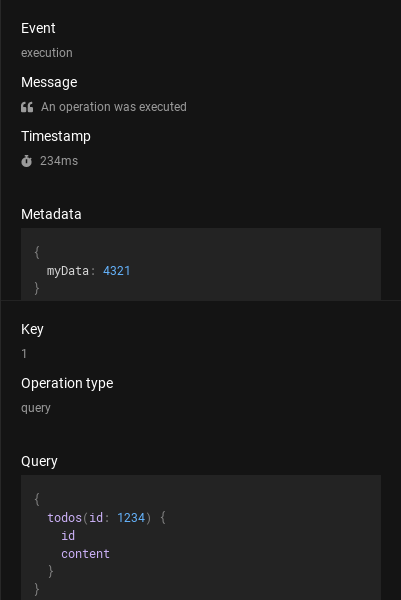 Event
execution
Message
An operation was executed
Timestamp
234ms
Metadata
{
  myData: 4321
}
Key
1
Operation type
query
Query
{
  todos(id: 1234) {
    id
    content
  }
}